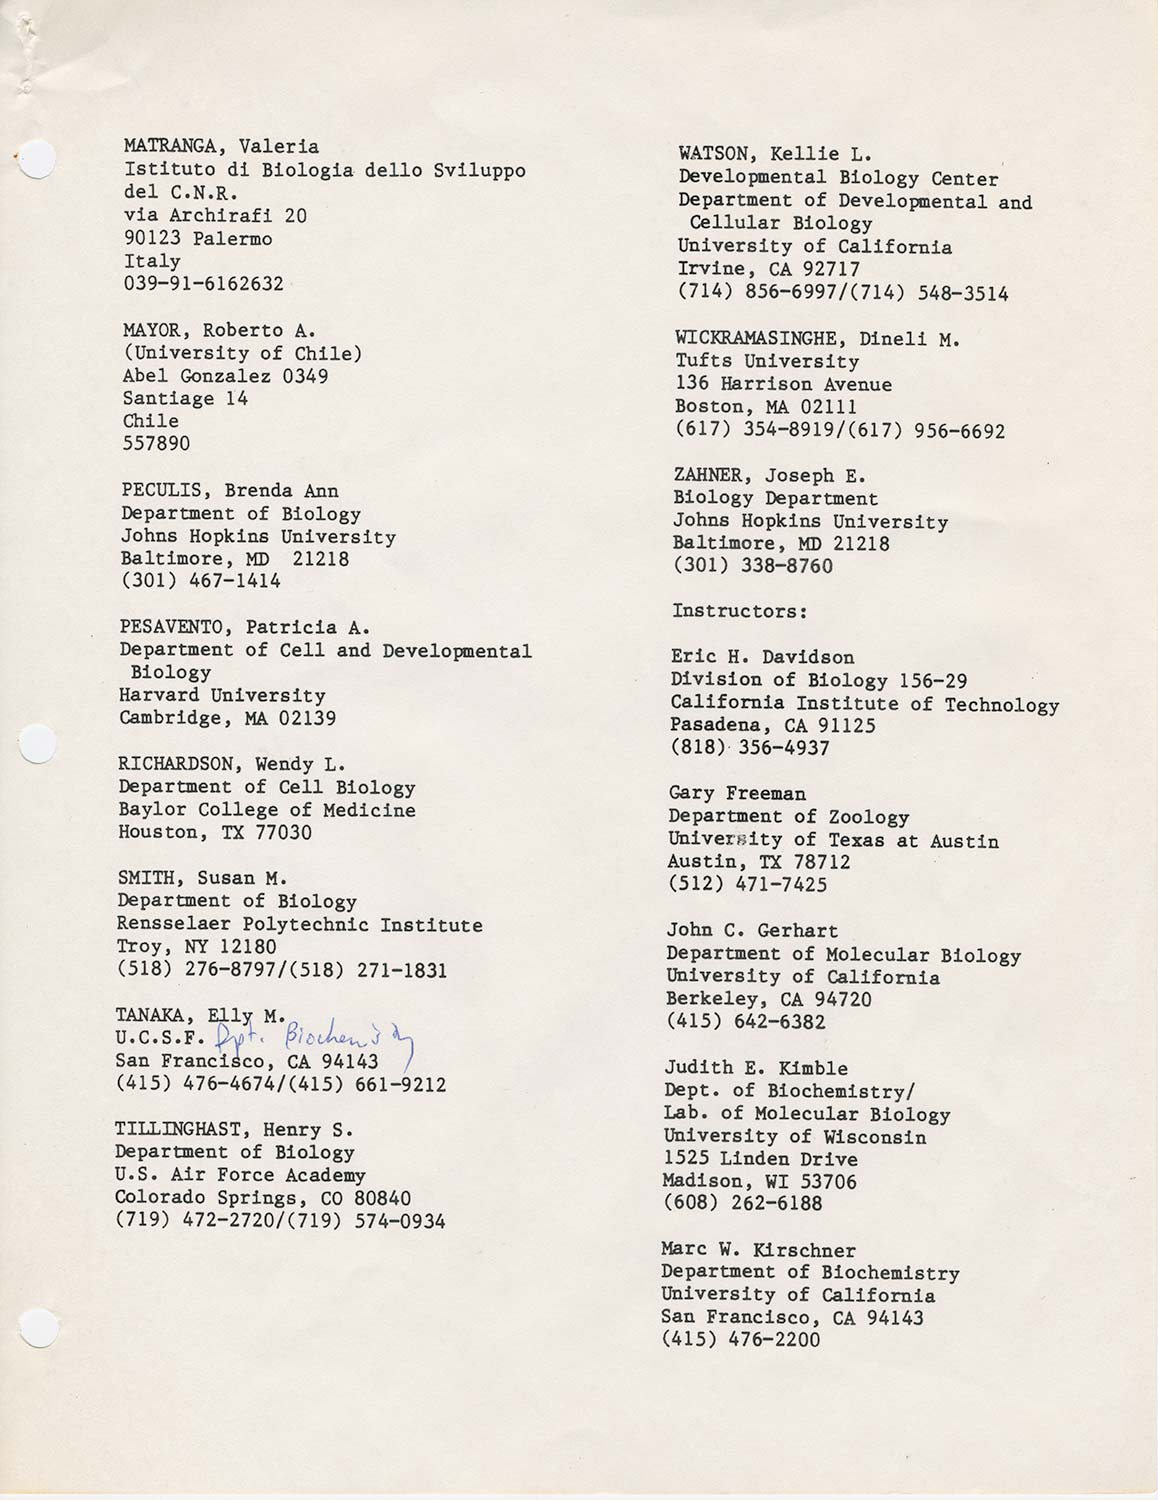 MATRANGA, Valeria
Istituto di Biologia dello Sviluppo
del C.N.R.
via Archirafi 20
90123 Palermo
Italy
039-91-6162632
MAYOR, Roberto A.
(University of Chile)
Abel Gonzalez 0349
Santiage 14
Chile
557890
PECULIS, Brenda Ann
Department of Biology
Johns Hopkins University
Baltimore, MD 21218
(301) 467-1414
PESAVENTO, Patricia A.
Department of Cell and Developmental
Biology
Harvard University
Cambridge, MA 02139
RICHARDSON, Wendy L.
Department of Cell Biology
Baylor College of Medicine
Houston, TX 77030
SMITH, Susan M.
Department of Biology
Rensselaer Polytechnic Institute
Troy, NY 12180
(518) 276-8797/(518) 271-1831
TANAKA, Elly M.
U.C.S.F. Dpt. Biochemistry
San Francisco, CA 94143
(415) 476-4674/(415) 661-9212
TILLINGHAST, Henry S.
Department of Biology
U.S. Air Force Academy
Colorado Springs, CO 80840
(719) 472-2720/(719) 574-0934
WATSON, Kellie L.
Developmental Biology Center
Department of Developmental and
Cellular Biology
University of California
Irvine, CA 92717
(714) 856-6997/(714) 548-3514
WICKRAMASINGHE, Dineli M.
Tufts University
136 Harrison Avenue
Boston, MA 02111
(617) 354-8919/(617) 956-6692
ZAHNER, Joseph E.
Biology Department
Johns Hopkins University
Baltimore, MD 21218
(301) 338-8760
Instructors:
Eric H. Davidson
Division of Biology 156-29
California Institute of Technology
Pasadena, CA 91125
(818) 356-4937
Gary Freeman
Department of Zoology
University of Texas at Austin
Austin, TX 78712
(512) 471-7425
John C. Gerhart
Department of Molecular Biology
University of California
Berkeley, CA 94720
(415) 642-6382
Judith E. Kimble
Dept. of Biochemistry/
Lab. of Molecular Biology
University of Wisconsin
1525 Linden Drive
Madison, WI 53706
(608) 262-6188
Marc W. Kirschner
Department of Biochemistry
University of California
San Francisco, CA 94143
(415) 476-2200